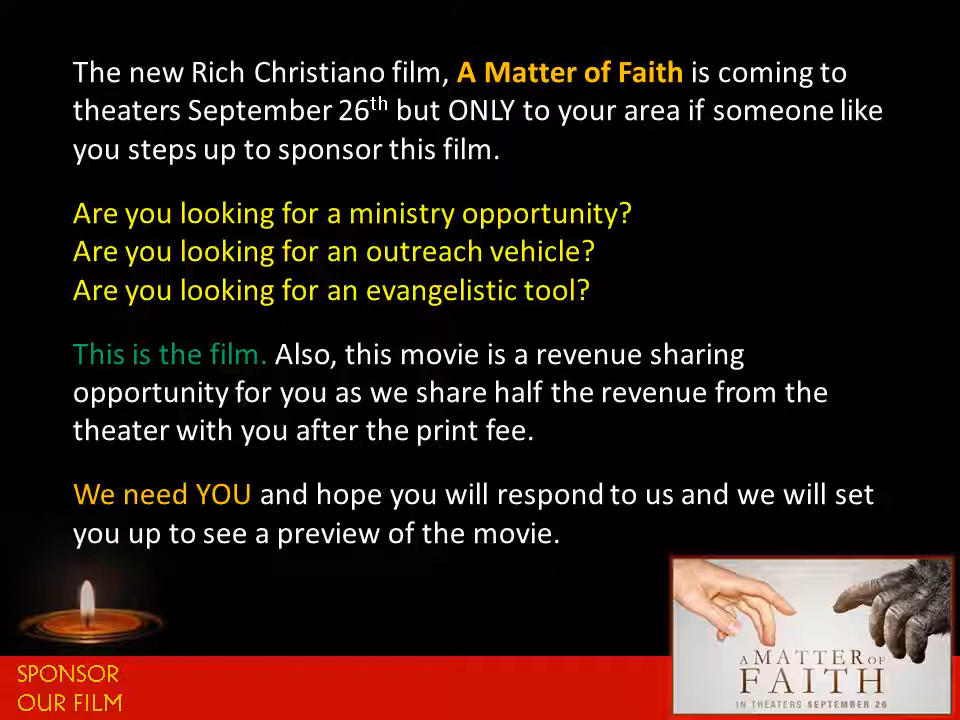 The new Rich Christiano film, A Matter of Faith is coming to
theaters September 26th but ONLY to your area if someone like
you steps up to sponsor this film.
Are you looking for a ministry opportunity?
Are you looking for an outreach vehicle?
Are you looking for an evangelistic tool?
This is the film. Also, this movie is a revenue sharing
opportunity for you as we share half the revenue from the
theater with you after the print fee.
We need YOU and hope you will respond to us and we will set
you up to see a preview of the movie.
SPONSOR
OUR FILM
A MATTER OF
FAITH
IN THEATERS SEPTEMBER 26